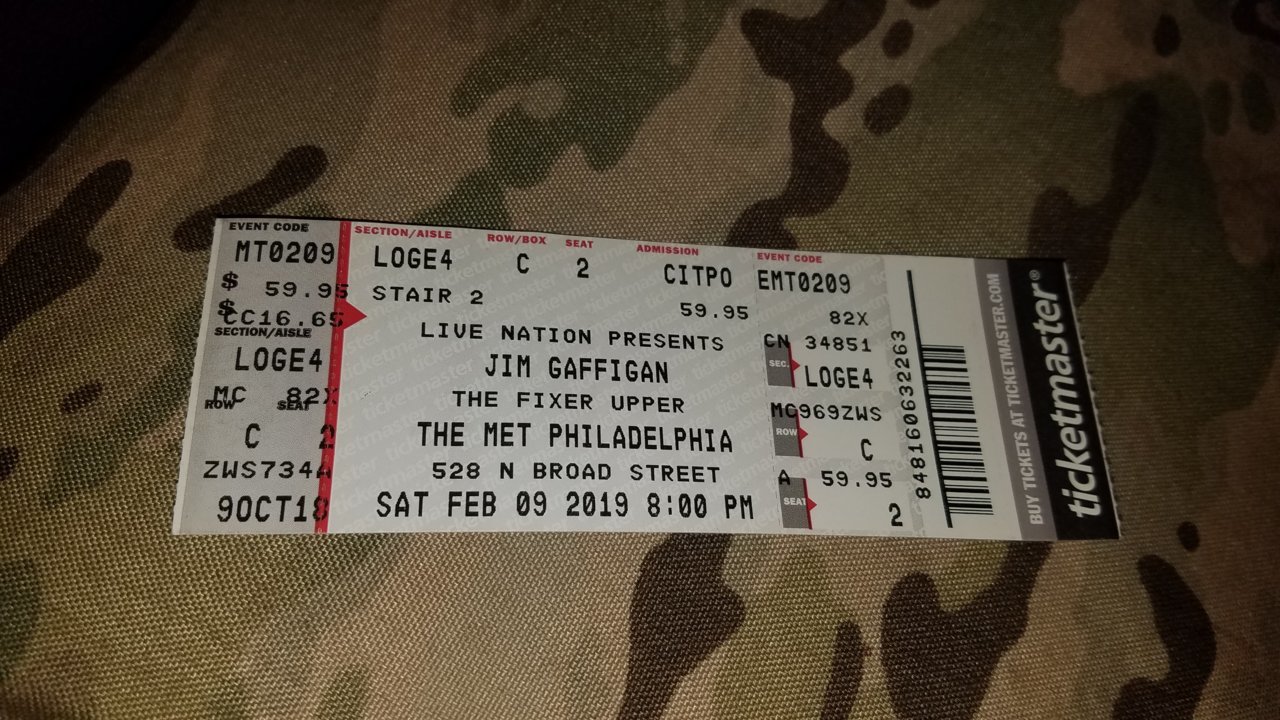 EVENT CODE
MT0209
$ 59.95
$
CC16.65
SECTION/AISLE
LOGE4
MC 82X
ROW SEAT
C 2
ZWS734A
9OCT18
SECTION/AISLE ROW/BOX SEAT ADMISSION
LOGE4 C 2 CITPO
STAIR 2 59.95
LIVE NATION PRESENTS
JIM GAFFIGAN
THE FIXER UPPER
THE MET PHILADELPHIA
528 N BROAD STREET
SAT FEB 09 2019 8:00 PM
EVENT CODE
EMT0209
82X
CN 34851
SEC. LOGE4
MC969ZWS
ROW C
A 59.95
SEAT 2
848160632263
BUY TICKETS AT TICKETMASTER.COM
ticketmaster®